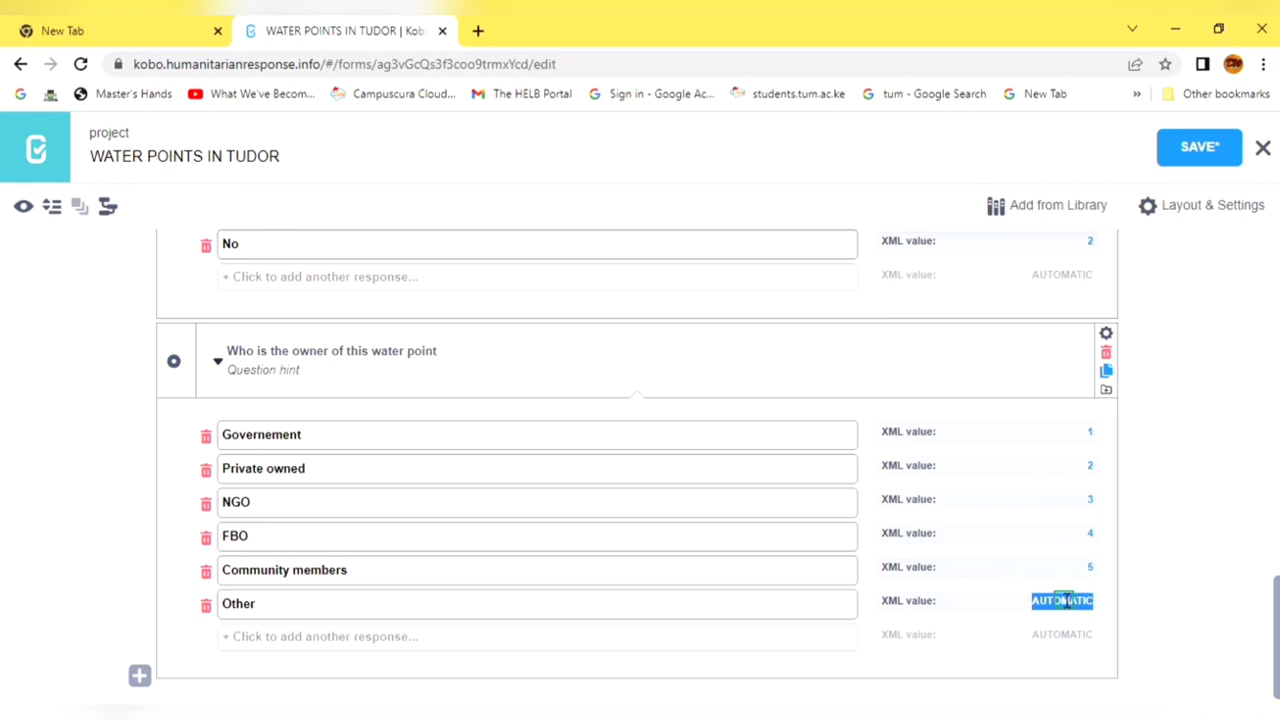 New Tab
WATER POINTS IN TUDOR | Kobo
kobo.humanitarianresponse.info/#/forms/ag3vGcQs3f3coo9trmxYcd/edit
Master's Hands
What We've Becom...
Campuscura Cloud...
The HELB Portal
Sign in - Google Ac...
students.tum.ac.ke
tum - Google Search
New Tab
»
Other bookmarks
project
WATER POINTS IN TUDOR
SAVE*
Add from Library
Layout & Settings
No XML value: 2
+ Click to add another response... XML value: AUTOMATIC
Who is the owner of this water point
Question hint
Governement XML value: 1
Private owned XML value: 2
NGO XML value: 3
FBO XML value: 4
Community members XML value: 5
Other XML value: AUTOMATIC
+ Click to add another response... XML value: AUTOMATIC